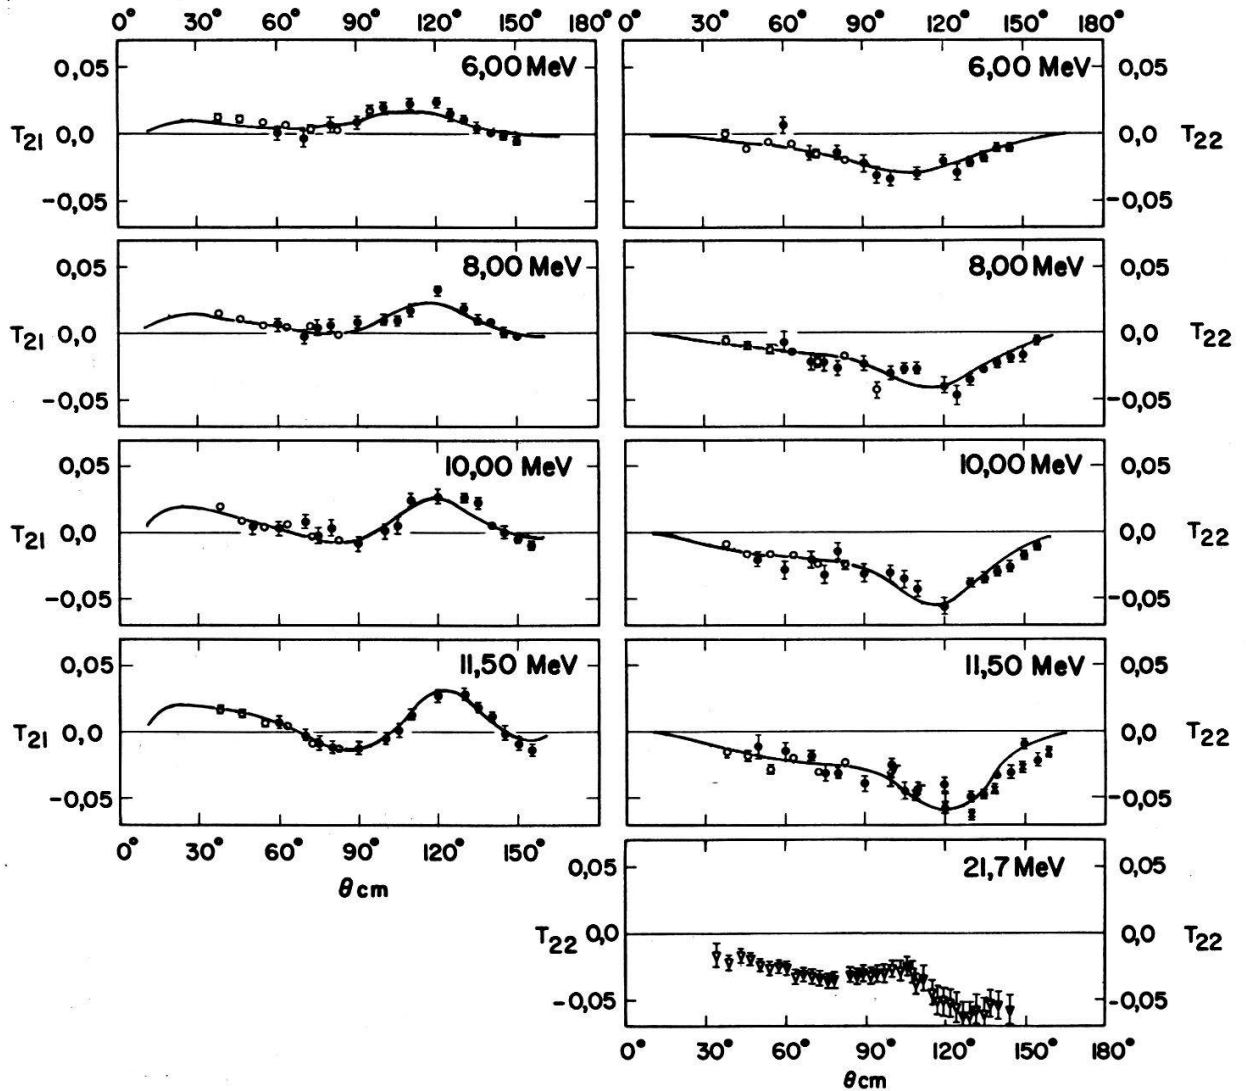 0° 30° 60° 90° 120° 150° 0° 30° 60° 90° 120° 150° 180°
0,05 6,00 MeV 6,00 MeV 0,05
T21 0,0 0,0 T22
-0,05 -0,05
0,05 8,00 MeV 8,00 MeV 0,05
T21 0,0 0,0 T22
-0,05 -0,05
0,05 10,00 MeV 10,00 MeV 0,05
T21 0,0 0,0 T22
-0,05 -0,05
0,05 11,50 MeV 11,50 MeV 0,05
T21 0,0 0,0 T22
-0,05 -0,05
0° 30° 60° 90° 120° 150°
θcm
0,05 21,7 MeV 0,05
T22 0,0 0,0 T22
-0,05 -0,05
0° 30° 60° 90° 120° 150° 180°
θcm